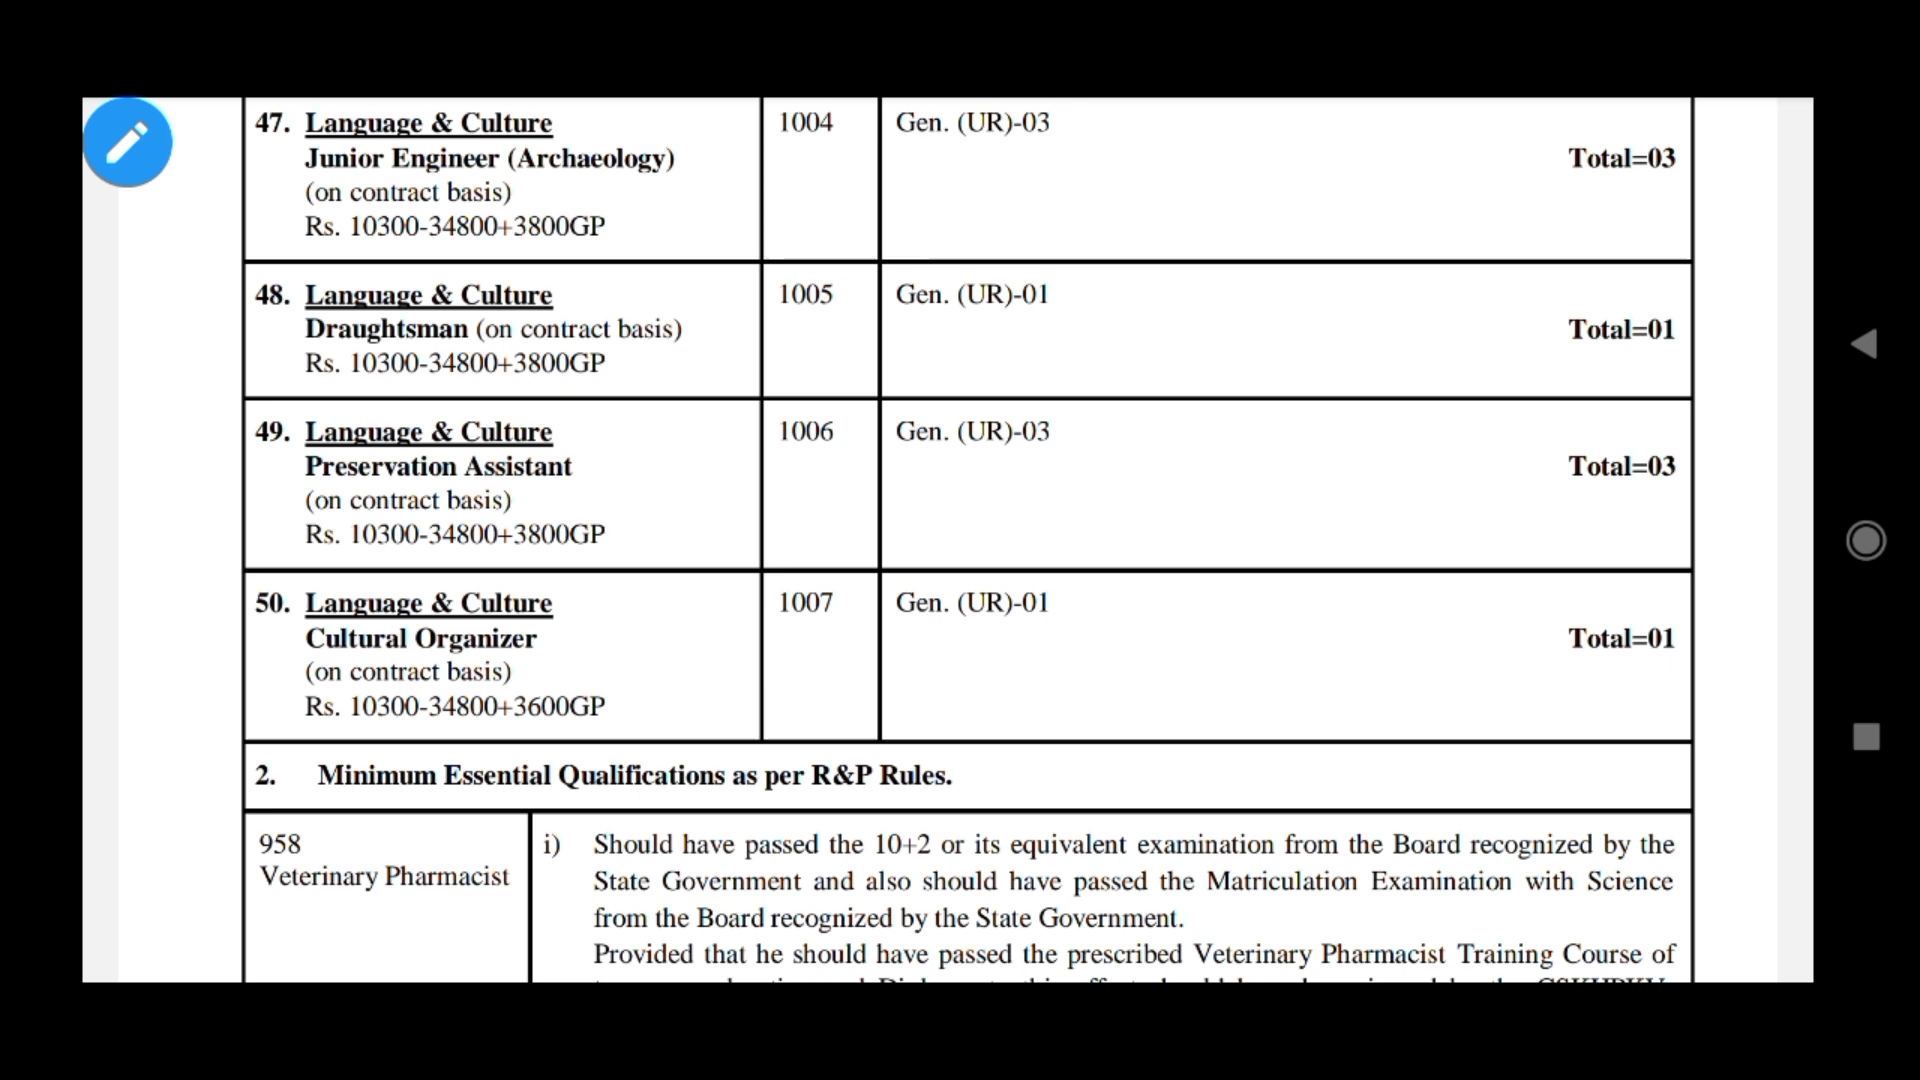 47. Language & Culture 1004 Gen. (UR)-03
Junior Engineer (Archaeology) Total=03
(on contract basis)
Rs. 10300-34800+3800GP
48. Language & Culture 1005 Gen. (UR)-01
Draughtsman (on contract basis) Total=01
Rs. 10300-34800+3800GP
49. Language & Culture 1006 Gen. (UR)-03
Preservation Assistant Total=03
(on contract basis)
Rs. 10300-34800+3800GP
50. Language & Culture 1007 Gen. (UR)-01
Cultural Organizer Total=01
(on contract basis)
Rs. 10300-34800+3600GP
2. Minimum Essential Qualifications as per R&P Rules.
958 i) Should have passed the 10+2 or its equivalent examination from the Board recognized by the
Veterinary Pharmacist State Government and also should have passed the Matriculation Examination with Science
from the Board recognized by the State Government.
Provided that he should have passed the prescribed Veterinary Pharmacist Training Course of